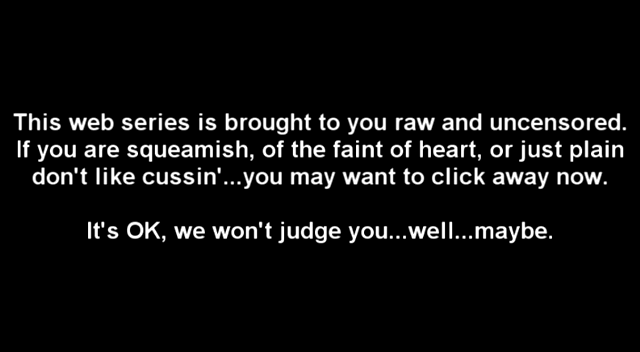 This web series is brought to you raw and uncensored.
If you are squeamish, of the faint of heart, or just plain
don't like cussin'...you may want to click away now.
It's OK, we won't judge you...well...maybe.